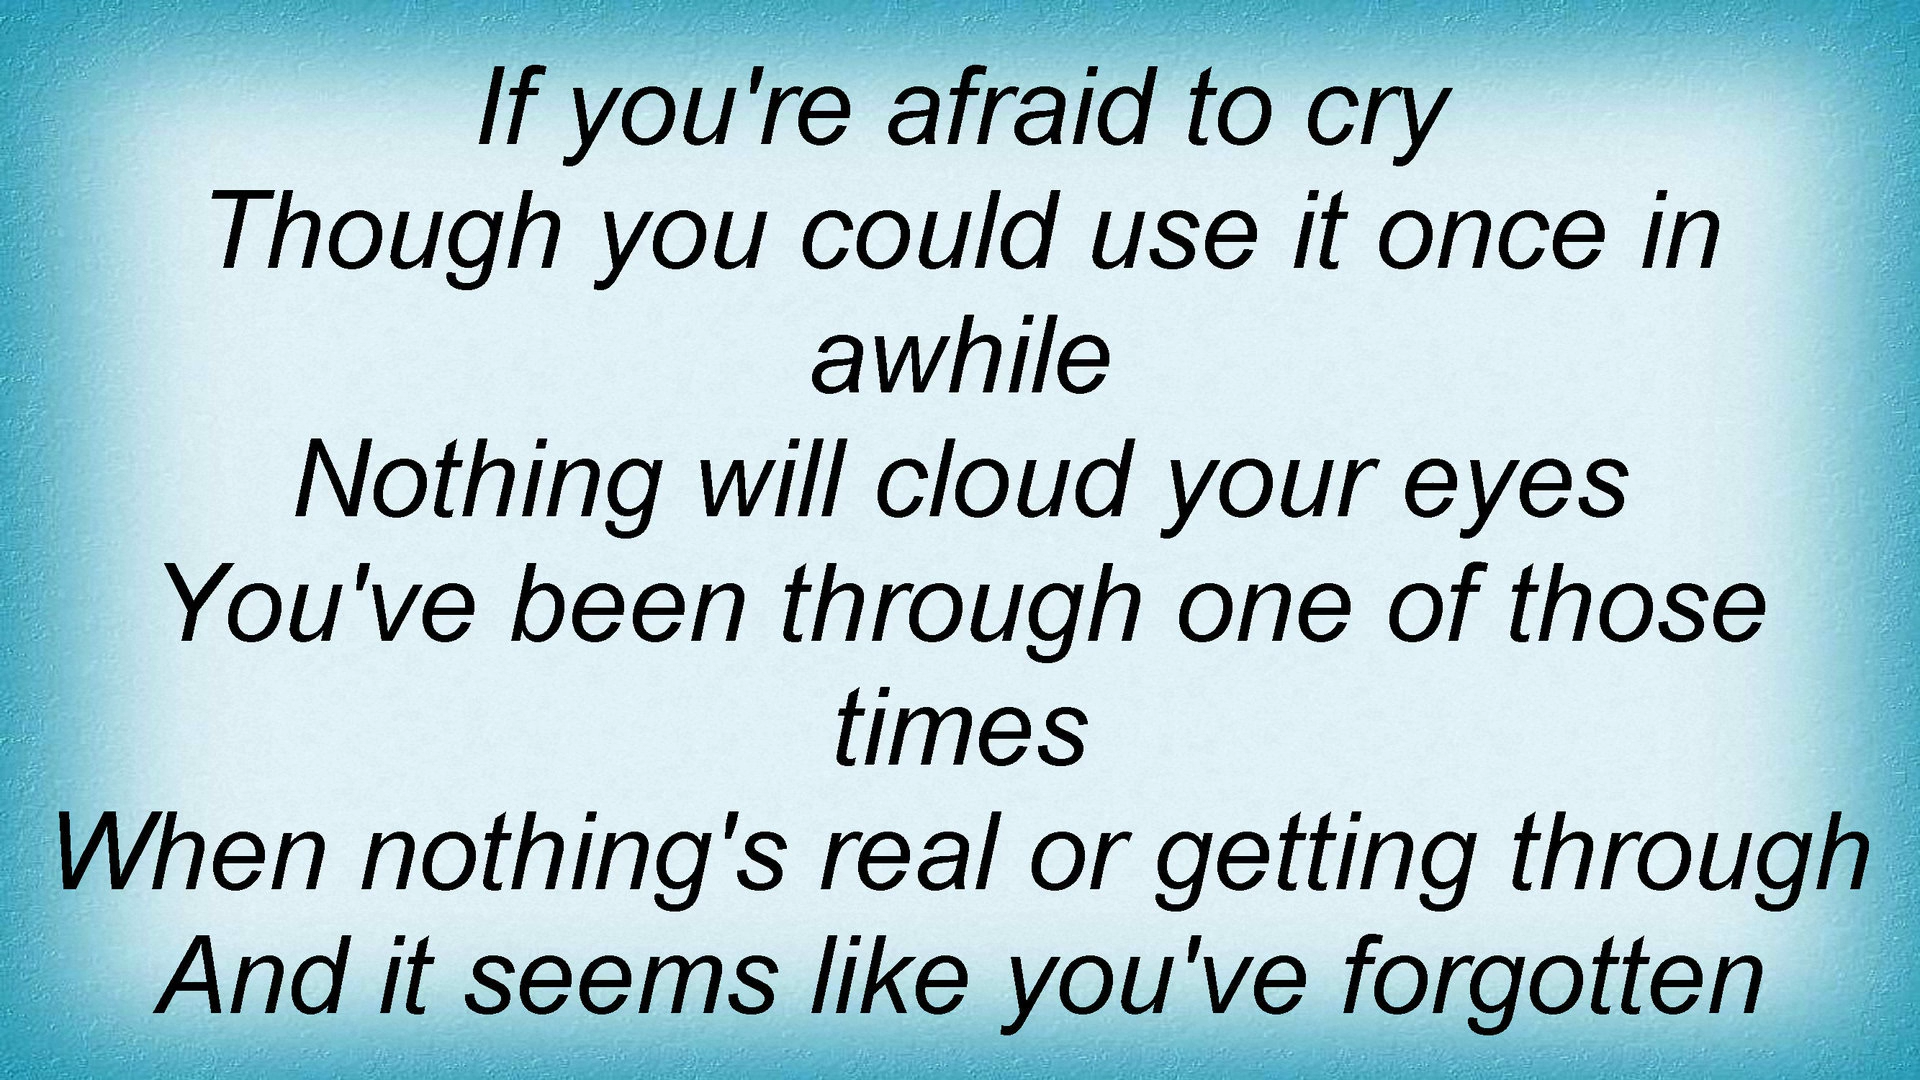 If you're afraid to cry
Though you could use it once in
awhile
Nothing will cloud your eyes
You've been through one of those
times
When nothing's real or getting through
And it seems like you've forgotten